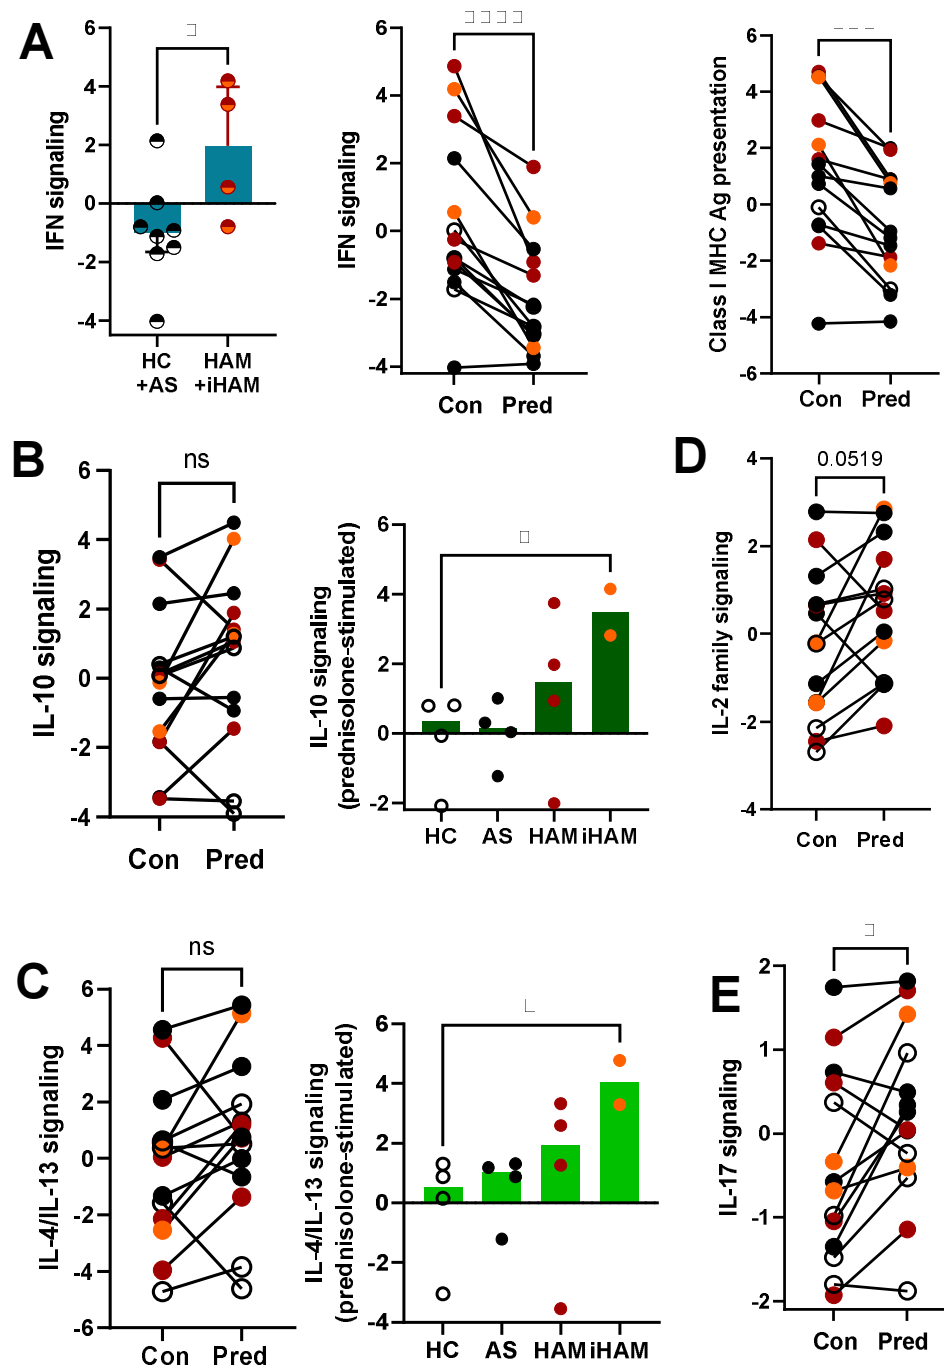 A
IFN signaling
6
4
2
0
-2
-4
HC
+AS
HAM
+iHAM
IFN signaling
6
4
2
0
-2
-4
Con
Pred
Class I MHC Ag presentation
6
4
2
0
-2
-4
-6
Con
Pred
B
IL-10 signaling
ns
6
4
2
0
-2
-4
Con
Pred
IL-10 signaling
(prednisolone-stimulated)
6
4
2
0
-2
HC
AS
HAM
iHAM
D
IL-2 family signaling
0.0519
4
2
0
-2
-4
Con
Pred
C
IL-4/IL-13 signaling
ns
6
4
2
0
-2
-4
-6
Con
Pred
IL-4/IL-13 signaling
(prednisolone-stimulated)
6
4
2
0
-2
-4
HC
AS
HAM
iHAM
E
IL-17 signaling
2
1
0
-1
-2
Con
Pred